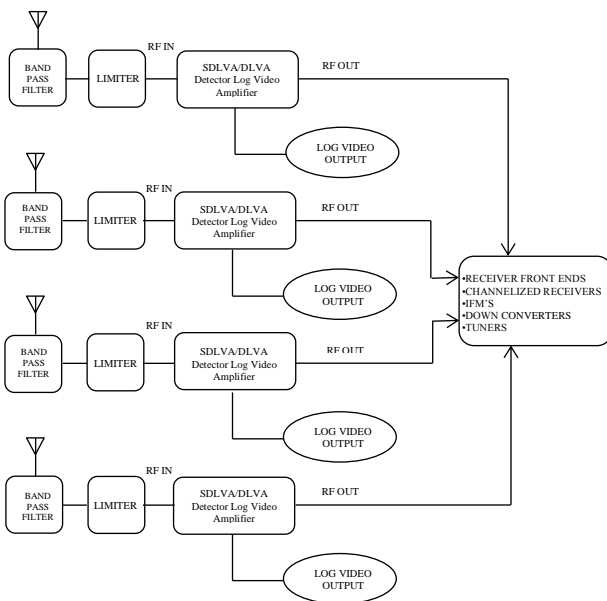 RF IN
BAND
PASS
FILTER
LIMITER
SDLVA/DLVA
Detector Log Video
Amplifier
RF OUT
LOG VIDEO
OUTPUT
RF IN
BAND
PASS
FILTER
LIMITER
SDLVA/DLVA
Detector Log Video
Amplifier
RF OUT
LOG VIDEO
OUTPUT
•RECEIVER FRONT ENDS
•CHANNELIZED RECEIVERS
•IFM'S
•DOWN CONVERTERS
•TUNERS
RF IN
BAND
PASS
FILTER
LIMITER
SDLVA/DLVA
Detector Log Video
Amplifier
RF OUT
LOG VIDEO
OUTPUT
RF IN
BAND
PASS
FILTER
LIMITER
SDLVA/DLVA
Detector Log Video
Amplifier
RF OUT
LOG VIDEO
OUTPUT